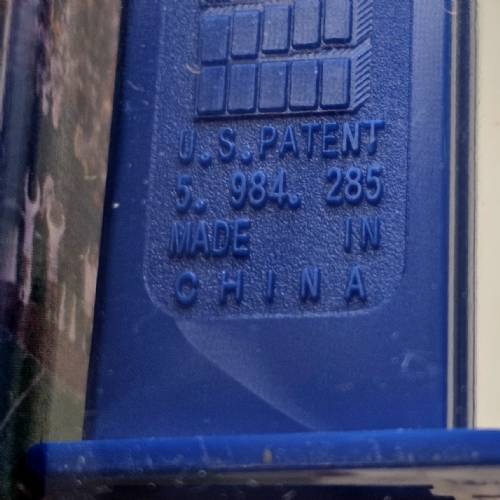 U.S.PATENT
5. 984. 285
MADE IN
CHINA